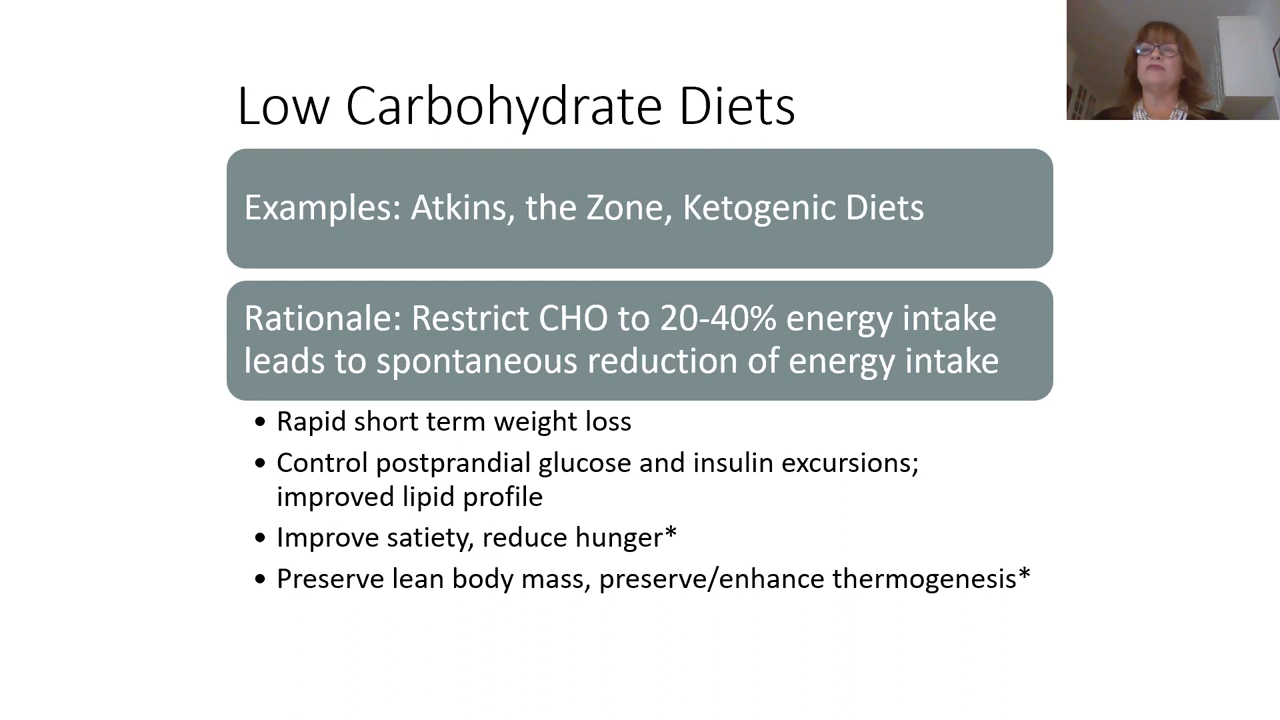 Low Carbohydrate Diets
Examples: Atkins, the Zone, Ketogenic Diets
Rationale: Restrict CHO to 20-40% energy intake
leads to spontaneous reduction of energy intake
• Rapid short term weight loss
• Control postprandial glucose and insulin excursions;
improved lipid profile
• Improve satiety, reduce hunger*
• Preserve lean body mass, preserve/enhance thermogenesis*